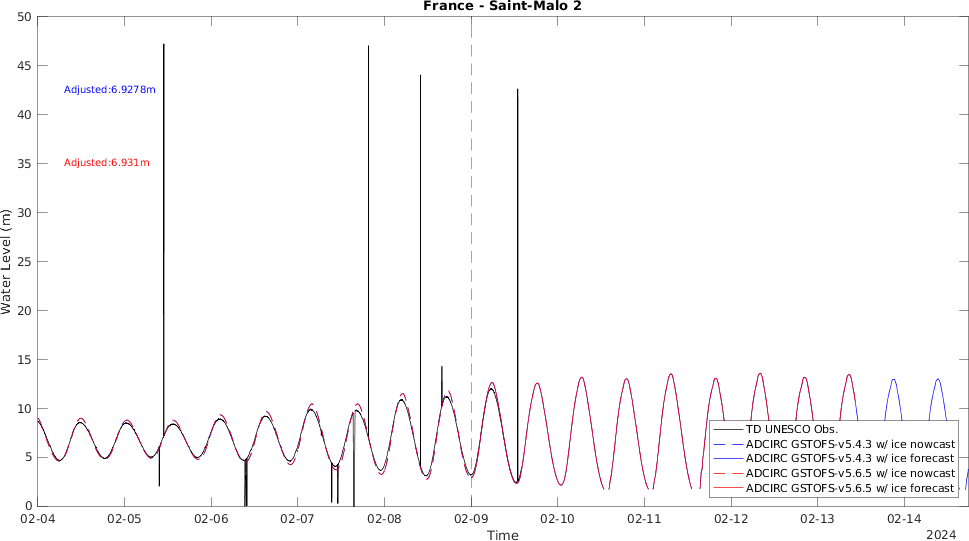 France - Saint-Malo 2
50
45
40
35
30
25
20
15
10
5
0
Water Level (m)
Adjusted:6.9278m
Adjusted:6.931m
TD UNESCO Obs.
ADCIRC GSTOFS-v5.4.3 w/ ice nowcast
ADCIRC GSTOFS-v5.4.3 w/ ice forecast
ADCIRC GSTOFS-v5.6.5 w/ ice nowcast
ADCIRC GSTOFS-v5.6.5 w/ ice forecast
02-04 02-05 02-06 02-07 02-08 02-09 02-10 02-11 02-12 02-13 02-14
Time
2024